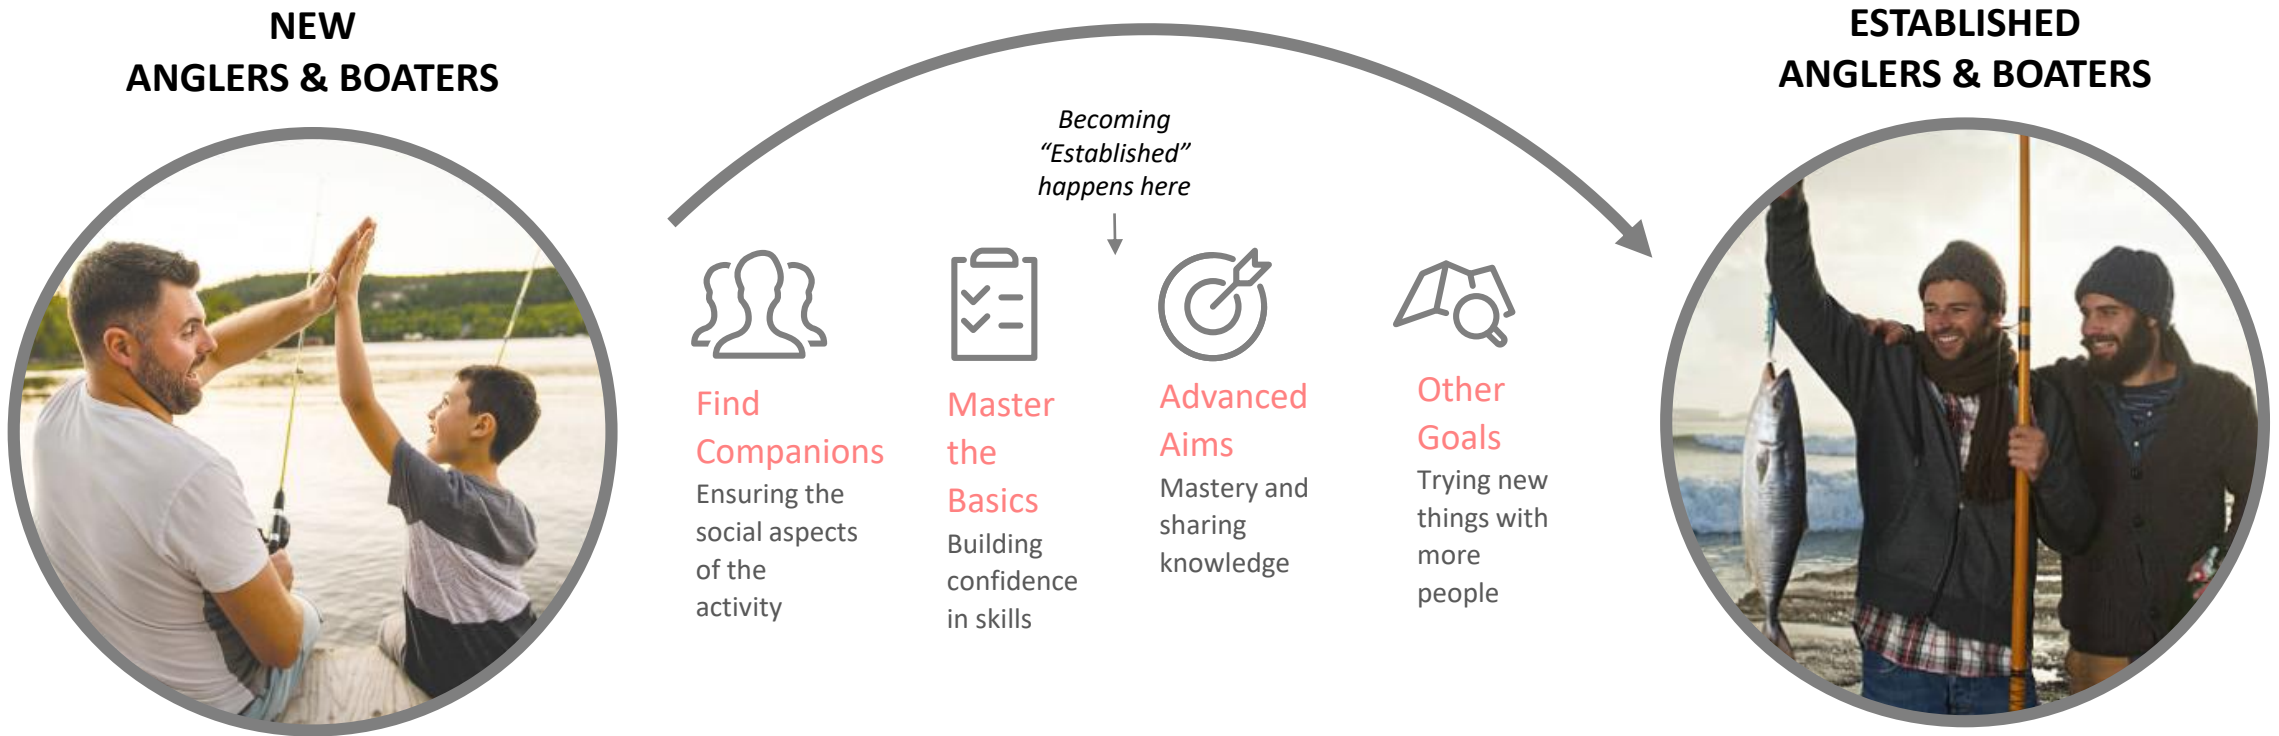 NEW
ANGLERS & BOATERS
ESTABLISHED
ANGLERS & BOATERS
Becoming
“Established”
happens here
Find
Companions
Ensuring the
social aspects
of the
activity
Master
the
Basics
Building
confidence
in skills
Advanced
Aims
Mastery and
sharing
knowledge
Other
Goals
Trying new
things with
more
people